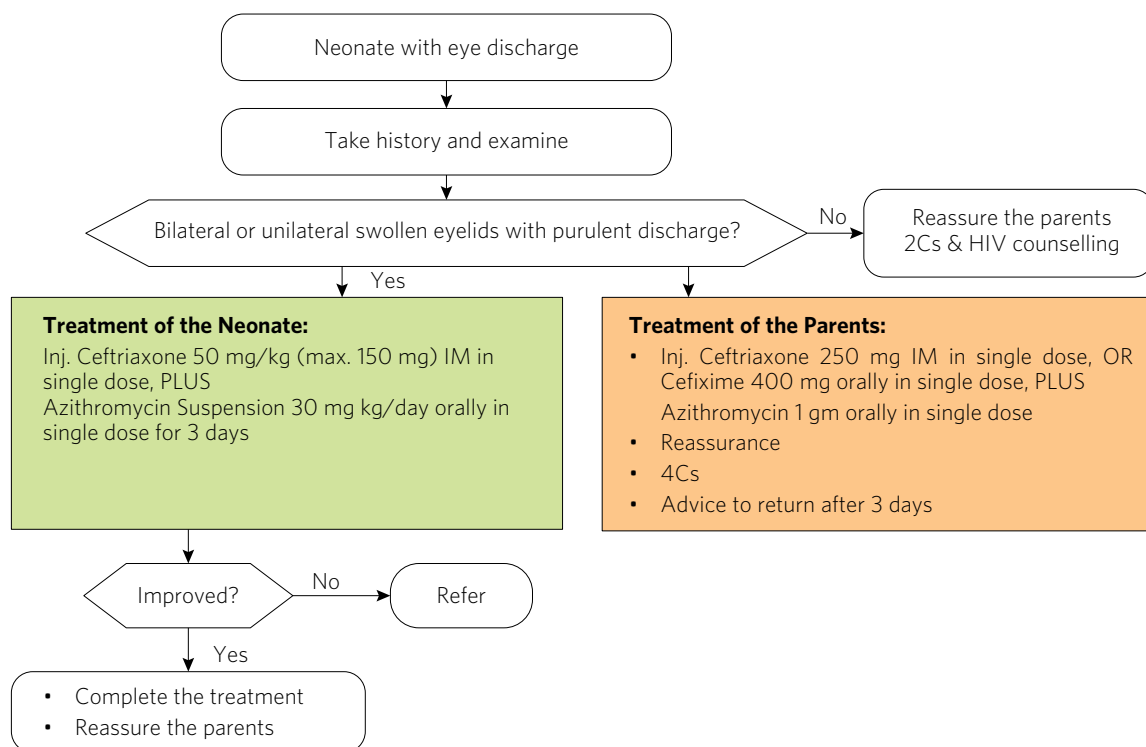 Neonate with eye discharge
Take history and examine
Bilateral or unilateral swollen eyelids with purulent discharge?
No
Reassure the parents
2Cs & HIV counselling
Yes
Treatment of the Neonate:
Inj. Ceftriaxone 50 mg/kg (max. 150 mg) IM in
single dose, PLUS
Azithromycin Suspension 30 mg kg/day orally in
single dose for 3 days
Treatment of the Parents:
• Inj. Ceftriaxone 250 mg IM in single dose, OR
Cefixime 400 mg orally in single dose, PLUS
Azithromycin 1 gm orally in single dose
• Reassurance
• 4Cs
• Advice to return after 3 days
Improved?
No
Refer
Yes
• Complete the treatment
• Reassure the parents